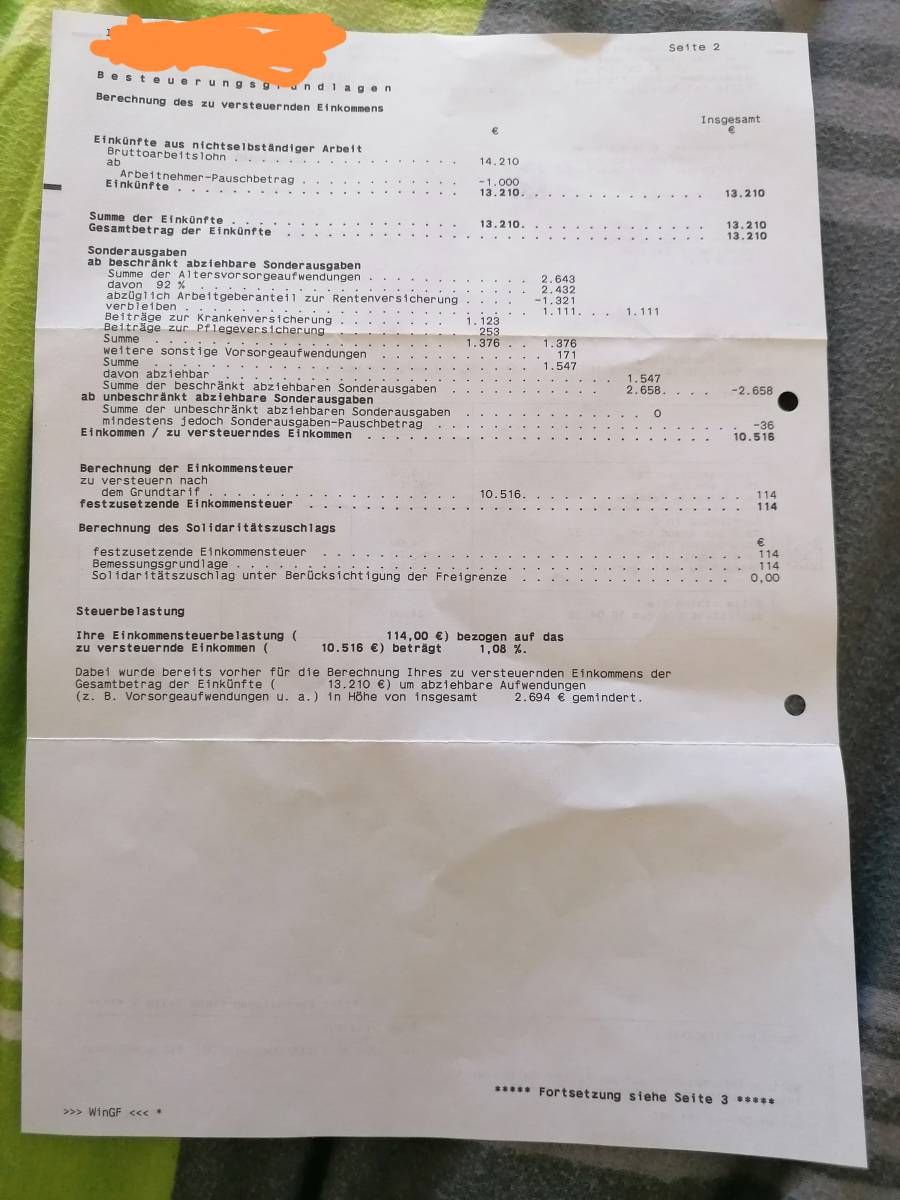 Seite 2
Besteuerungsgrundlagen
Berechnung des zu versteuernden Einkommens
Insgesamt
€ €
Einkünfte aus nichtselbständiger Arbeit
Bruttoarbeitslohn . . . . . . . . . . . . . . . . 14.210
ab
Arbeitnehmer-Pauschbetrag . . . . . . . . . . . . -1.000
Einkünfte . . . . . . . . . . . . . . . . . . . . 13.210. . . . . . . . . . . . 13.210
Summe der Einkünfte . . . . . . . . . . . . . . . 13.210. . . . . . . . . . . . 13.210
Gesamtbetrag der Einkünfte . . . . . . . . . . . . . . . . . . . . . . . . 13.210
Sonderausgaben
ab beschränkt abziehbare Sonderausgaben
Summe der Altersvorsorgeaufwendungen . . . . . . . . . . 2.643
davon 92 % . . . . . . . . . . . . . . . . . . . . . . 2.432
abzüglich Arbeitgeberanteil zur Rentenversicherung . . . . -1.321
verbleiben . . . . . . . . . . . . . . . . . . . . . . 1.111. . . 1.111
Beiträge zur Krankenversicherung . . . . . . . . . 1.123
Beiträge zur Pflegeversicherung . . . . . . . . . 253
Summe . . . . . . . . . . . . . . . . . . . . 1.376 . . 1.376
weitere sonstige Vorsorgeaufwendungen . . . . . . . . . . 171
Summe . . . . . . . . . . . . . . . . . . . . . . . . 1.547
davon abziehbar . . . . . . . . . . . . . . . . . . . . . . . . 1.547
Summe der beschränkt abziehbaren Sonderausgaben . . . . . . . . . . 2.658. . . . -2.658
ab unbeschränkt abziehbare Sonderausgaben
Summe der unbeschränkt abziehbaren Sonderausgaben . . . . . . . . . . 0
mindestens jedoch Sonderausgaben-Pauschbetrag . . . . . . . . . . . . . . . . -36
Einkommen / zu versteuerndes Einkommen . . . . . . . . . . . . . . . . . . . 10.516
Berechnung der Einkommensteuer
zu versteuern nach
dem Grundtarif . . . . . . . . . . . . . . . . . 10.516. . . . . . . . . . . . 114
festzusetzende Einkommensteuer . . . . . . . . . . . . . . . . . . . . . . . 114
Berechnung des Solidaritätszuschlags
€
festzusetzende Einkommensteuer . . . . . . . . . . . . . . . . . . . . . . . 114
Bemessungsgrundlage . . . . . . . . . . . . . . . . . . . . . . . . . . . . 114
Solidaritätszuschlag unter Berücksichtigung der Freigrenze . . . . . . . . . . . 0,00
Steuerbelastung
Ihre Einkommensteuerbelastung ( 114,00 €) bezogen auf das
zu versteuernde Einkommen ( 10.516 €) beträgt 1,08 %.
Dabei wurde bereits vorher für die Berechnung Ihres zu versteuernden Einkommens der
Gesamtbetrag der Einkünfte ( 13.210 €) um abziehbare Aufwendungen
(z. B. Vorsorgeaufwendungen u. a.) in Höhe von insgesamt 2.694 € gemindert.
***** Fortsetzung siehe Seite 3 *****
>>> WinGF <<< *